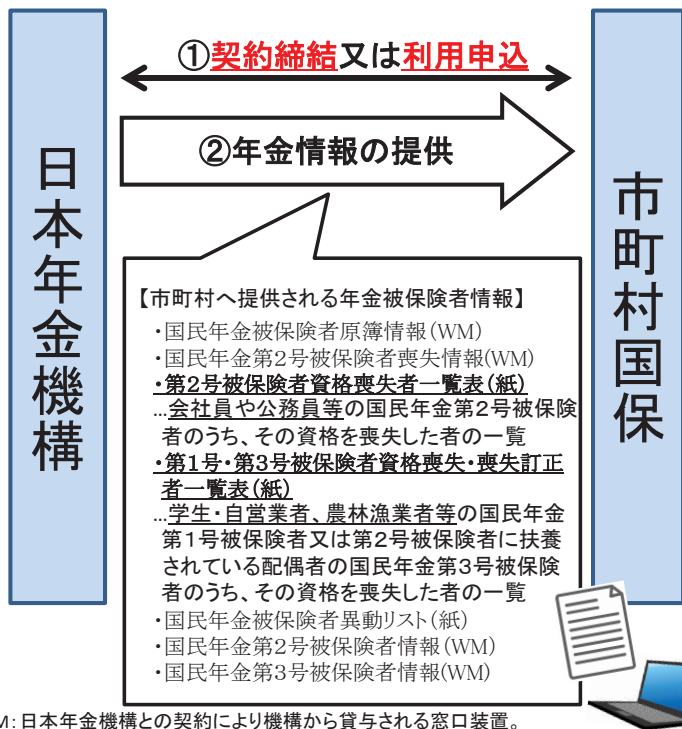 日本年金機構
①契約締結又は利用申込
②年金情報の提供
市町村国保
【市町村へ提供される年金被保険者情報】
・国民年金被保険者原簿情報(WM)
・国民年金第2号被保険者喪失情報(WM)
・第2号被保険者資格喪失者一覧表(紙)
…会社員や公務員等の国民年金第2号被保険
者のうち、その資格を喪失した者の一覧
・第1号・第3号被保険者資格喪失・喪失訂正
者一覧表(紙)
…学生・自営業者、農林漁業者等の国民年金
第1号被保険者又は第2号被保険者に扶養
されている配偶者の国民年金第3号被保険
者のうち、その資格を喪失した者の一覧
・国民年金被保険者異動リスト(紙)
・国民年金第2号被保険者情報(WM)
・国民年金第3号被保険者情報(WM)
M：日本年金機構との契約により機構から貸与される窓口装置。